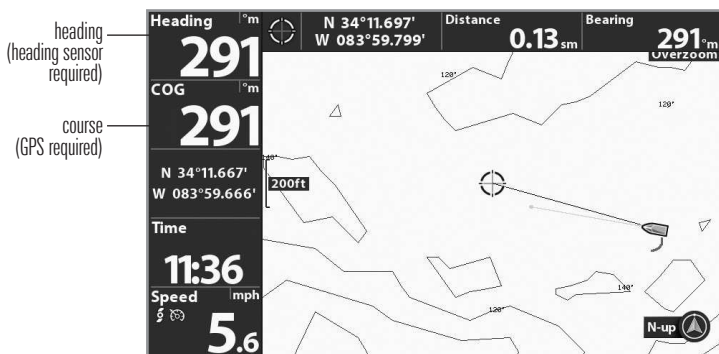 heading
(heading sensor
required)
course
(GPS required)
Heading °m
291
COG °m
291
N 34°11.667'
W 083°59.666'
Time
11:36
Speed mph
5.6
N 34°11.697'
W 083°59.799'
Distance
0.13 sm
Bearing
291°m
Overzoom
120'
120'
140'
200ft
140'
120'
N-up